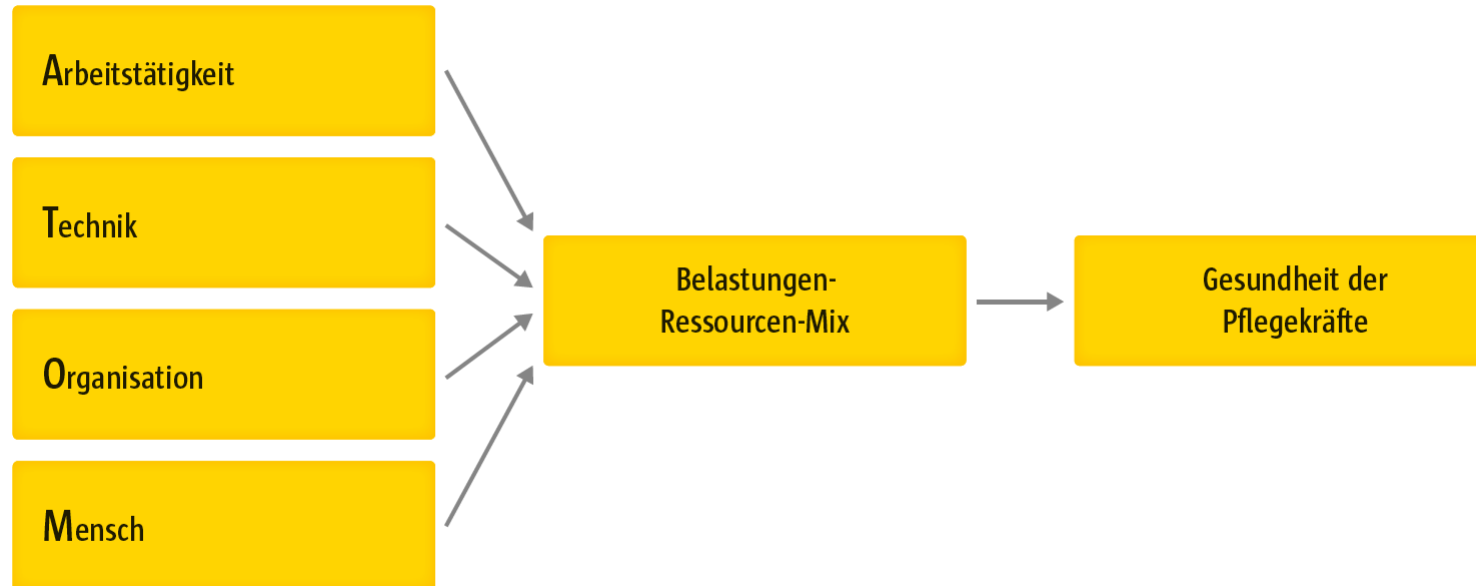 Arbeitstätigkeit
Technik
Organisation
Mensch
Belastungen-
Ressourcen-Mix
Gesundheit der
Pflegekräfte